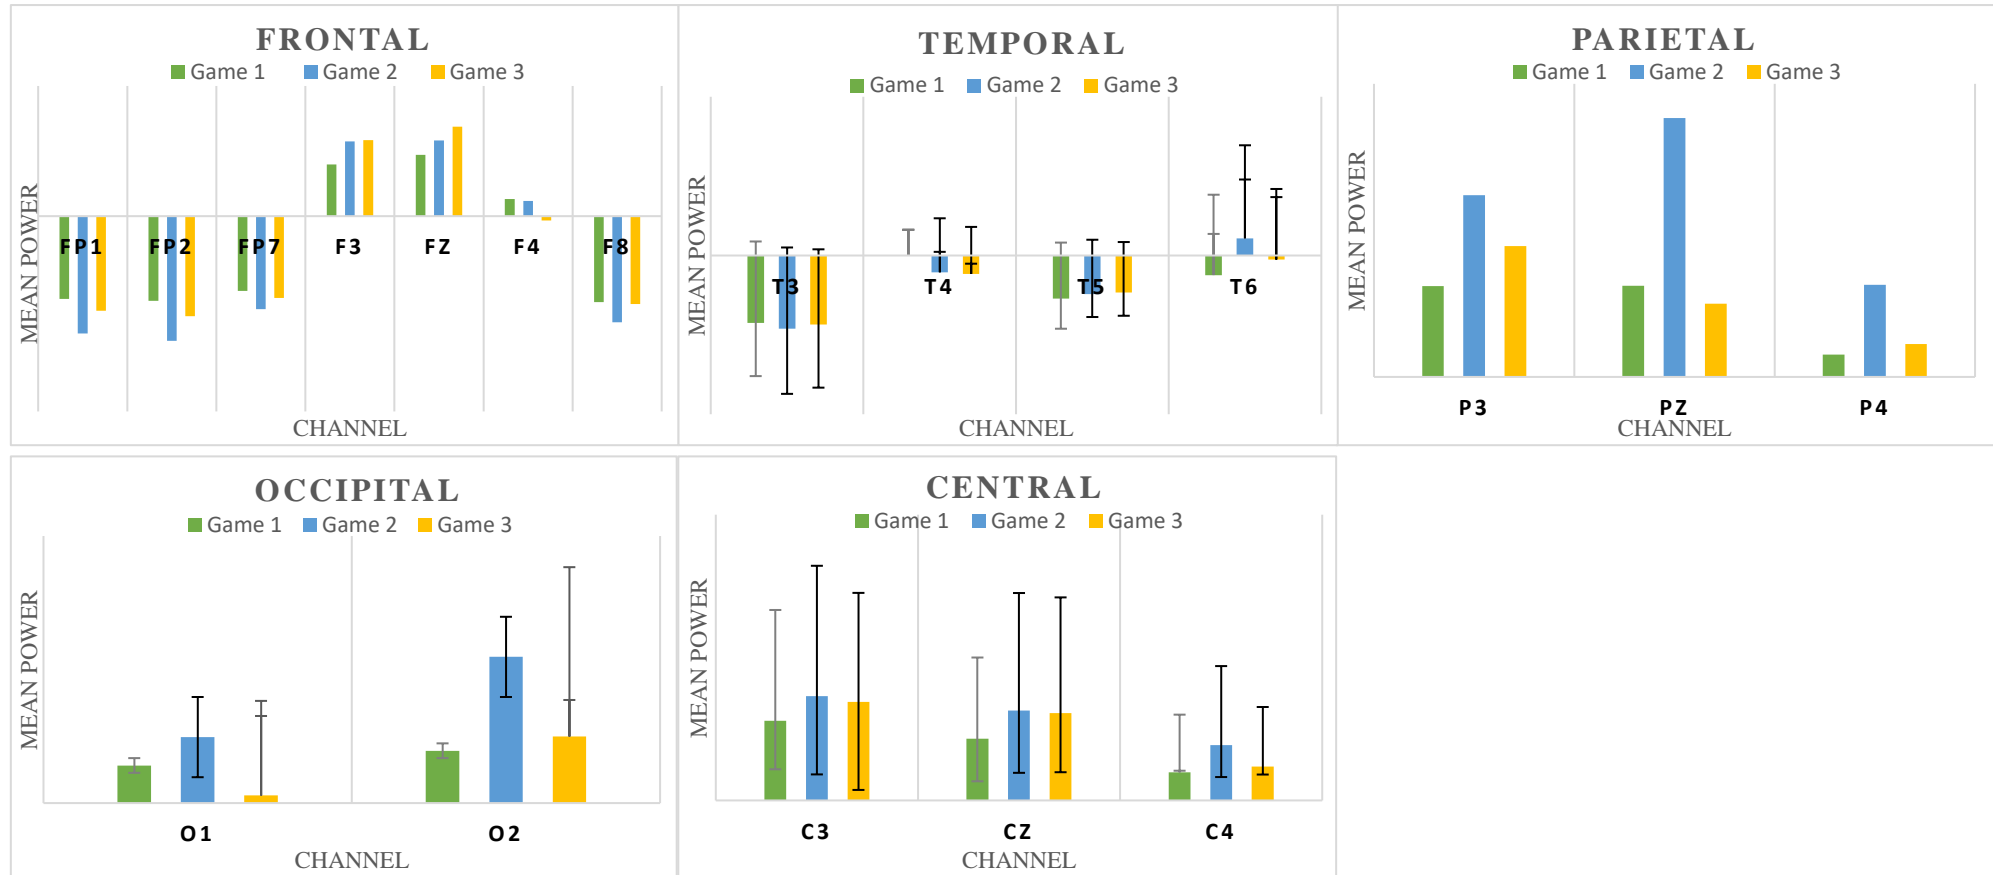 FRONTAL
Game 1 Game 2 Game 3
MEAN POWER
FP1 FP2 FP7 F3 FZ F4 F8
CHANNEL
TEMPORAL
Game 1 Game 2 Game 3
MEAN POWER
T3 T4 T5 T6
CHANNEL
PARIETAL
Game 1 Game 2 Game 3
MEAN POWER
P3 PZ P4
CHANNEL
OCCIPITAL
Game 1 Game 2 Game 3
MEAN POWER
O1 O2
CHANNEL
CENTRAL
Game 1 Game 2 Game 3
MEAN POWER
C3 CZ C4
CHANNEL